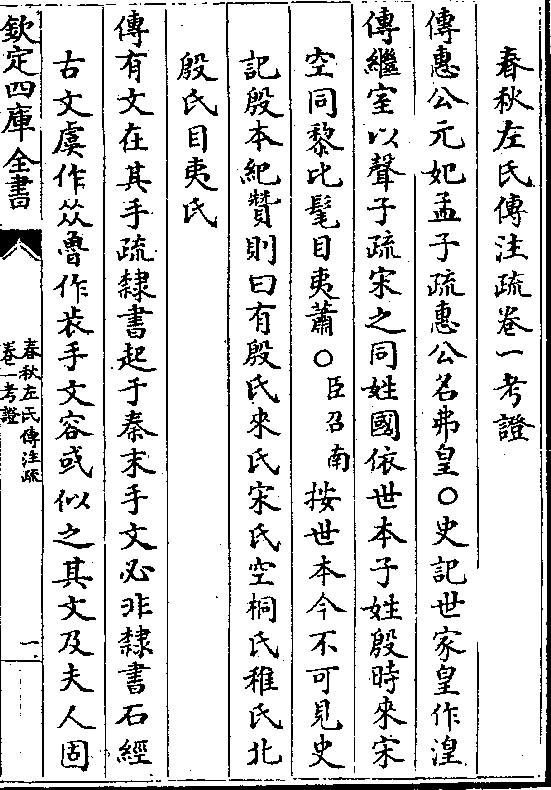 春秋左氏傳注疏卷一考證
傳惠公元妃孟子疏惠公名弗皇○史記世家皇作湟
傳繼室以聲子疏宋之同姓國依世本子姓殷時來宋
空同黎比髦目夷蕭○臣召南按世本今不可見史
記殷本紀贊則曰有殷氏來氏宋氏空桐氏稚氏北
殷氏目夷氏
傳有文在其手疏隸書起于秦末手文必非隸書石經
古文虞作𠈌魯作㫺手文容或似之其文及夫人固
欽定四庫全書
春秋左氏傳注疏
卷一考證
一